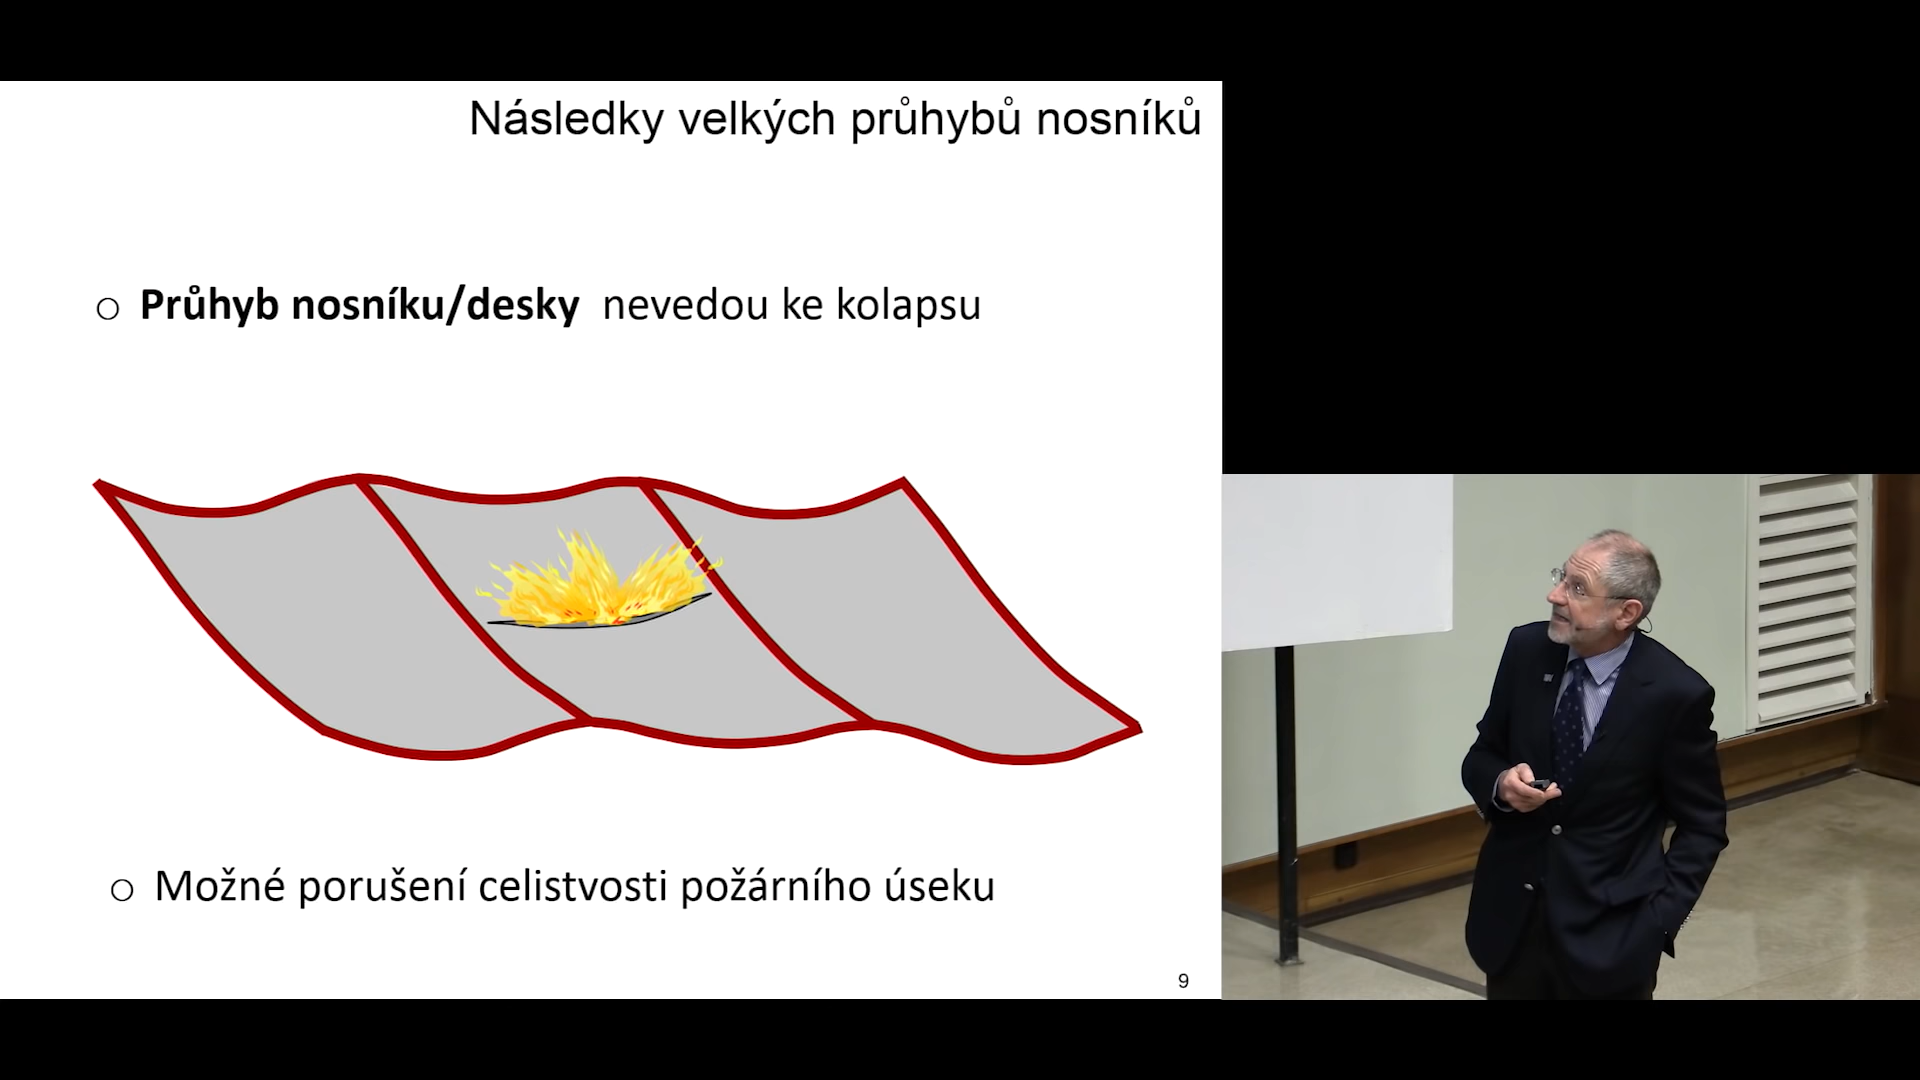 Následky velkých průhybů nosníků
Průhyb nosníku/desky nevedou ke kolapsu
Možné porušení celistvosti požárního úseku
9